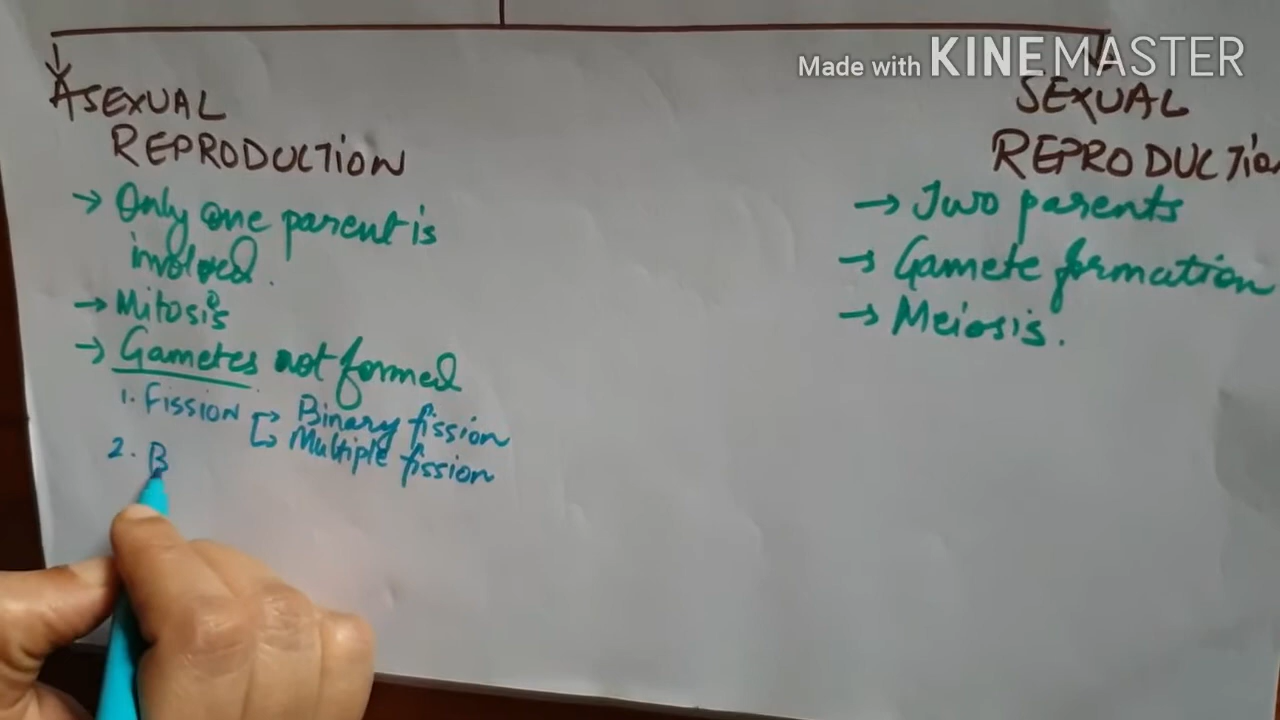 Made with KINEMASTER
ASEXUAL
REPRODUCTION
→ Only one parent is
involved.
→ Mitosis
→ Gametes not formed
1. Fission → Binary fission
→ Multiple fission
2. B
SEXUAL
REPRODUCTION
→ Two parents
→ Gamete formation
→ Meiosis.